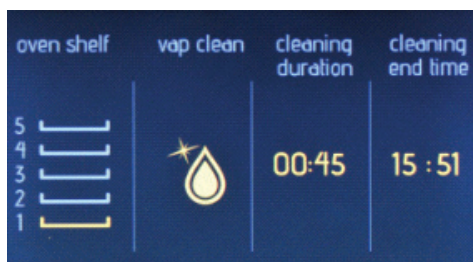 oven shelf
vap clean
cleaning
duration
cleaning
end time
5
4
3
2
1
00:45
15 : 51